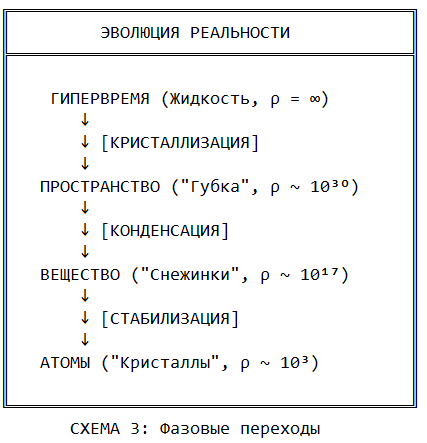 ЭВОЛЮЦИЯ РЕАЛЬНОСТИ
ГИПЕРВРЕМЯ (Жидкость, ρ = ∞)
↓
↓ [КРИСТАЛЛИЗАЦИЯ]
↓
ПРОСТРАНСТВО ("Губка", ρ ~ 10³⁰)
↓
↓ [КОНДЕНСАЦИЯ]
↓
ВЕЩЕСТВО ("Снежинки", ρ ~ 10¹⁷)
↓
↓ [СТАБИЛИЗАЦИЯ]
↓
АТОМЫ ("Кристаллы", ρ ~ 10³)
СХЕМА 3: Фазовые переходы